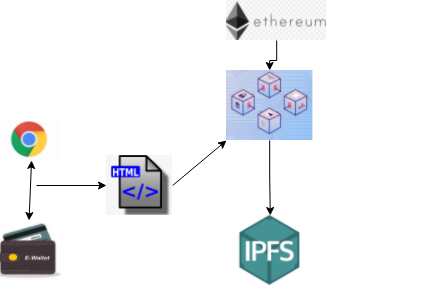 ethereum
HTML
</>
E-Wallet
IPFS